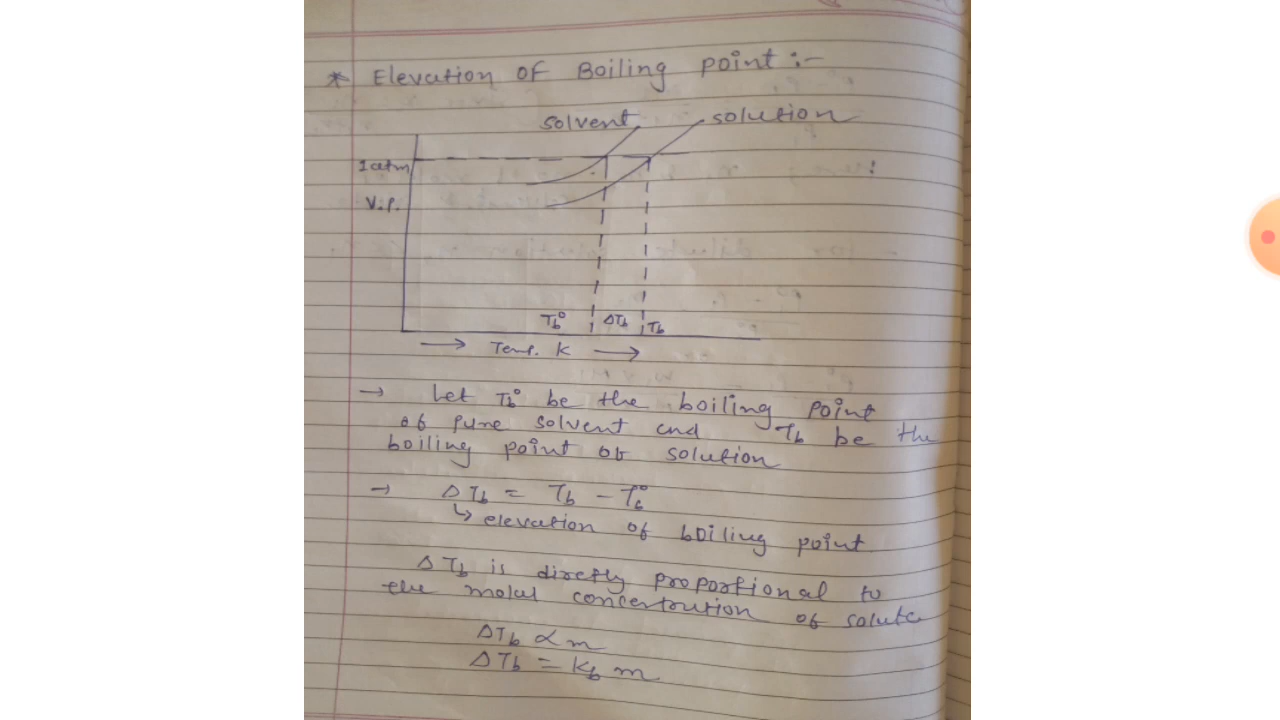 * Elevation of Boiling point :-
solvent solution
1 atm
V.P.
Tb° ΔTb Tb
→ Temp. K →
→ Let Tb° be the boiling point
of pure solvent and Tb be the
boiling point of solution
→ ΔTb = Tb - Tb°
↳ elevation of boiling point
ΔTb is directly proportional to
the molal concertration of solute
ΔTb ∝ m
ΔTb = Kb m